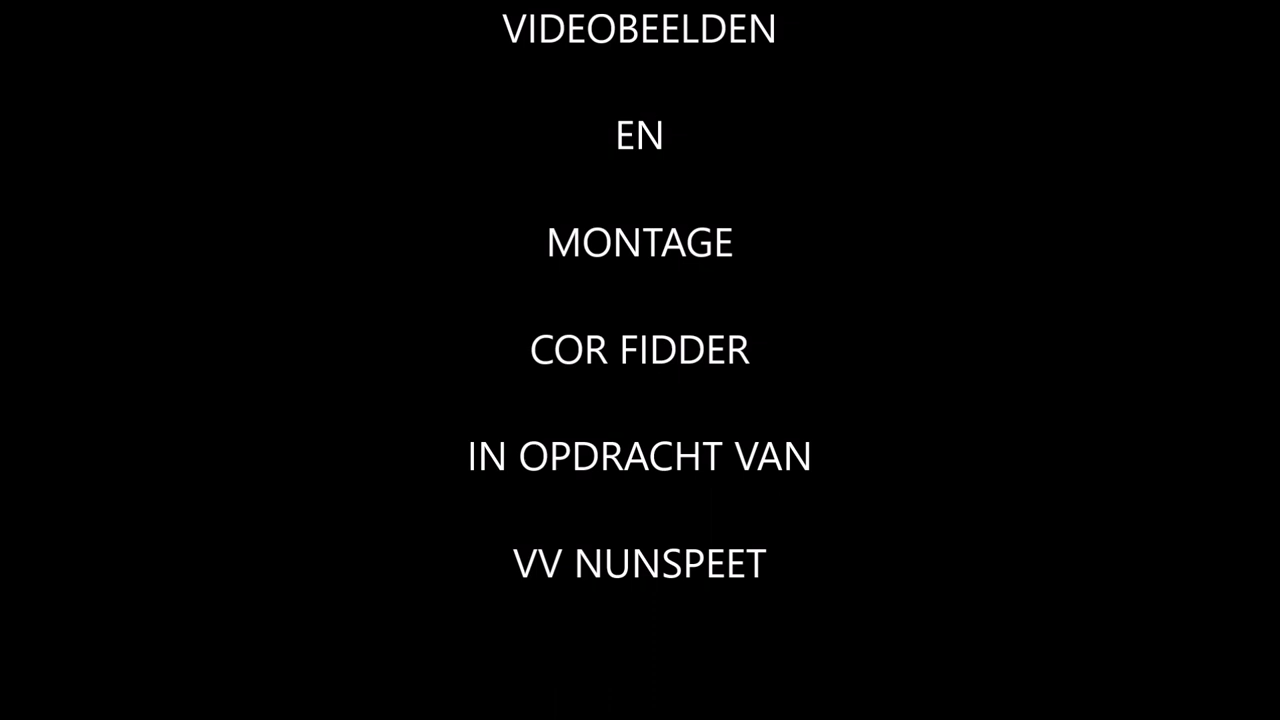 VIDEOBEELDEN
EN
MONTAGE
COR FIDDER
IN OPDRACHT VAN
VV NUNSPEET